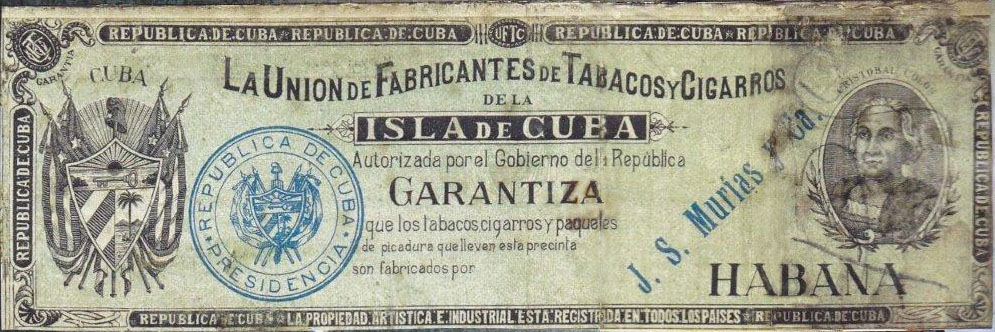 REPUBLICA.DE.CUBA ★ REPUBLICA.DE.CUBA
UFTC
REPUBLICA.DE.CUBA ★ REPUBLICA.DE.CUBA
GARANTIA
CUBA
LA UNION DE FABRICANTES DE TABACOS Y CIGARROS
DE LA
ISLA DE CUBA
Autorizada por el Gobierno de la República
GARANTIZA
que los tabacos cigarros y paquetes
de picadura que lleven esta precinta
son fabricados por
REPUBLICA DE CUBA
PRESIDENCIA
J. S. Murias y Ca.
CRISTOBAL
HABANA
REPUBLICA DE CUBA
REPUBLICA DE CUBA
REPUBLICA DE CUBA ★ LA PROPIEDAD ARTISTICA E INDUSTRIAL ESTA REGISTRADA EN TODOS LOS PAISES ★ REPUBLICA DE CUBA